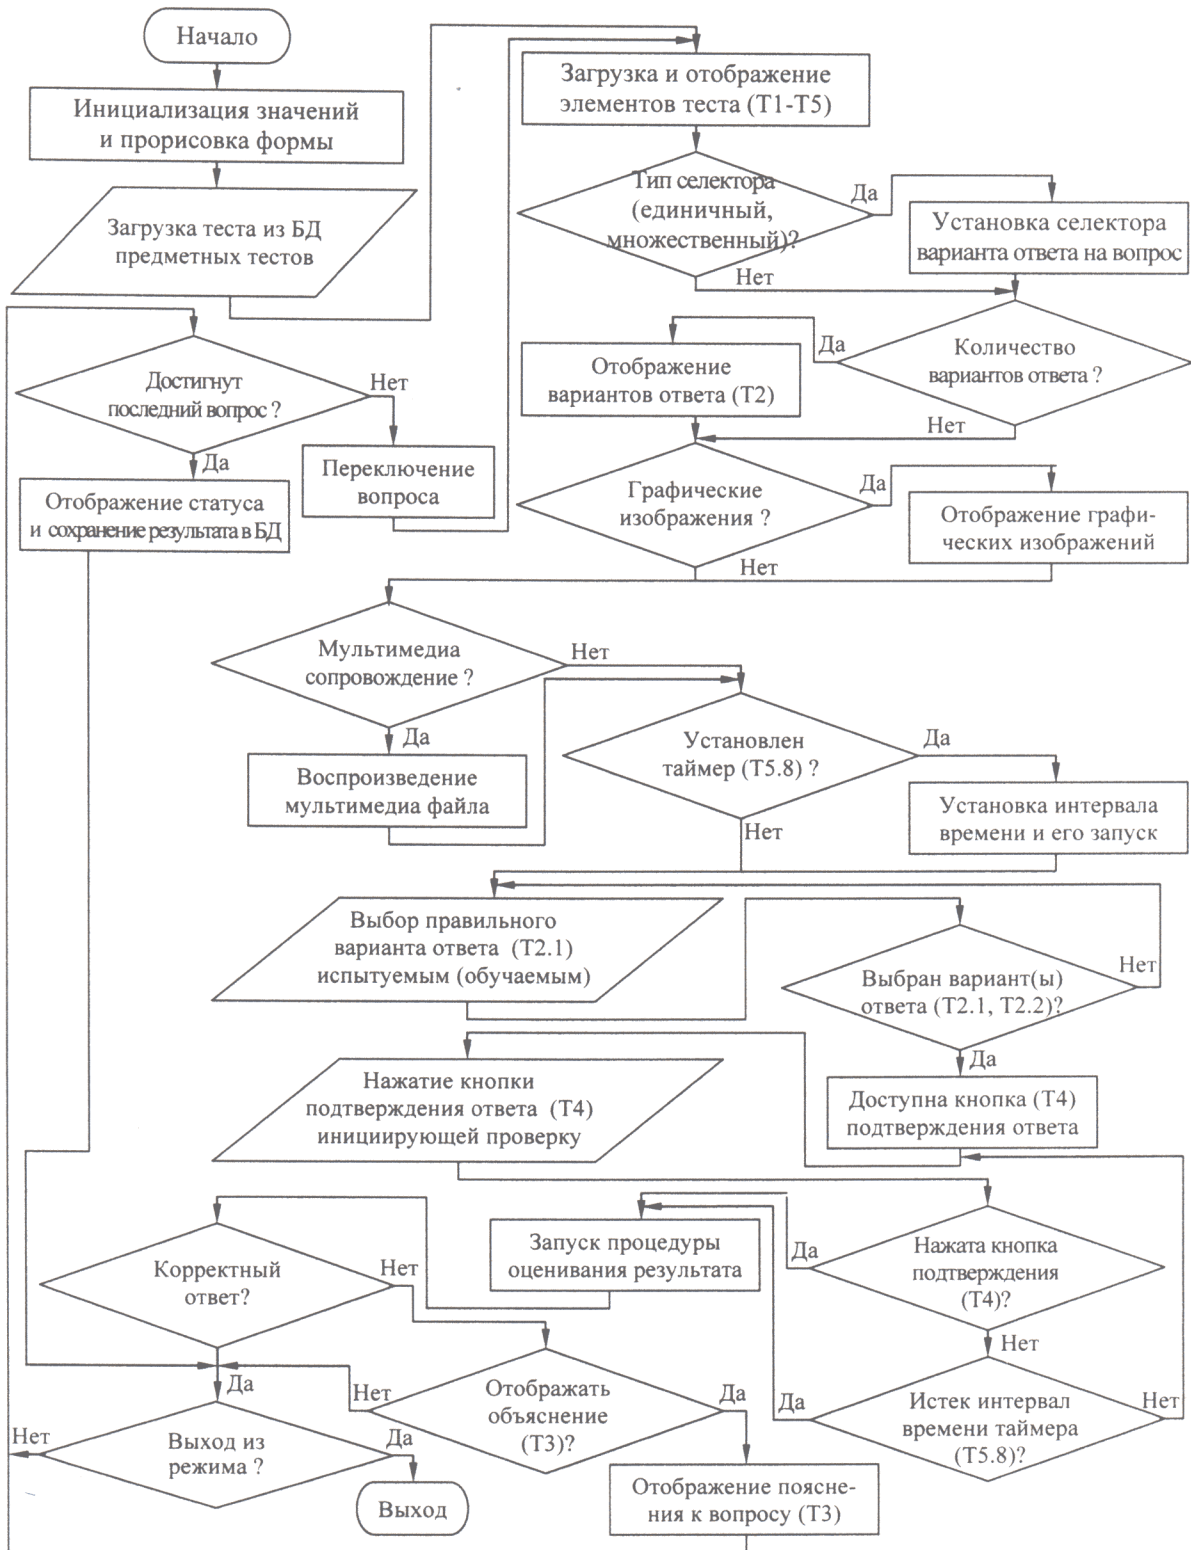 Начало
Инициализация значений
и прорисовка формы
Загрузка теста из БД
предметных тестов
Загрузка и отображение
элементов теста (Т1-Т5)
Тип селектора
(единичный,
множественный)?
Да
Нет
Установка селектора
варианта ответа на вопрос
Количество
вариантов ответа ?
Да
Нет
Отображение
вариантов ответа (Т2)
Достигнут
последний вопрос ?
Нет
Да
Переключение
вопроса
Отображение статуса
и сохранение результата в БД
Графические
изображения ?
Да
Нет
Отображение графи-
ческих изображений
Мультимедиа
сопровождение ?
Нет
Да
Воспроизведение
мультимедиа файла
Установлен
таймер (Т5.8) ?
Да
Нет
Установка интервала
времени и его запуск
Выбор правильного
варианта ответа (Т2.1)
испытуемым (обучаемым)
Выбран вариант(ы)
ответа (Т2.1, Т2.2)?
Нет
Да
Доступна кнопка (Т4)
подтверждения ответа
Нажатие кнопки
подтверждения ответа (Т4)
инициирующей проверку
Нажата кнопка
подтверждения
(Т4)?
Да
Нет
Запуск процедуры
оценивания результата
Корректный
ответ?
Нет
Да
Истек интервал
времени таймера
(Т5.8)?
Да
Нет
Отображать
объяснение
(Т3)?
Нет
Да
Отображение поясне-
ния к вопросу (Т3)
Выход из
режима ?
Нет
Да
Выход